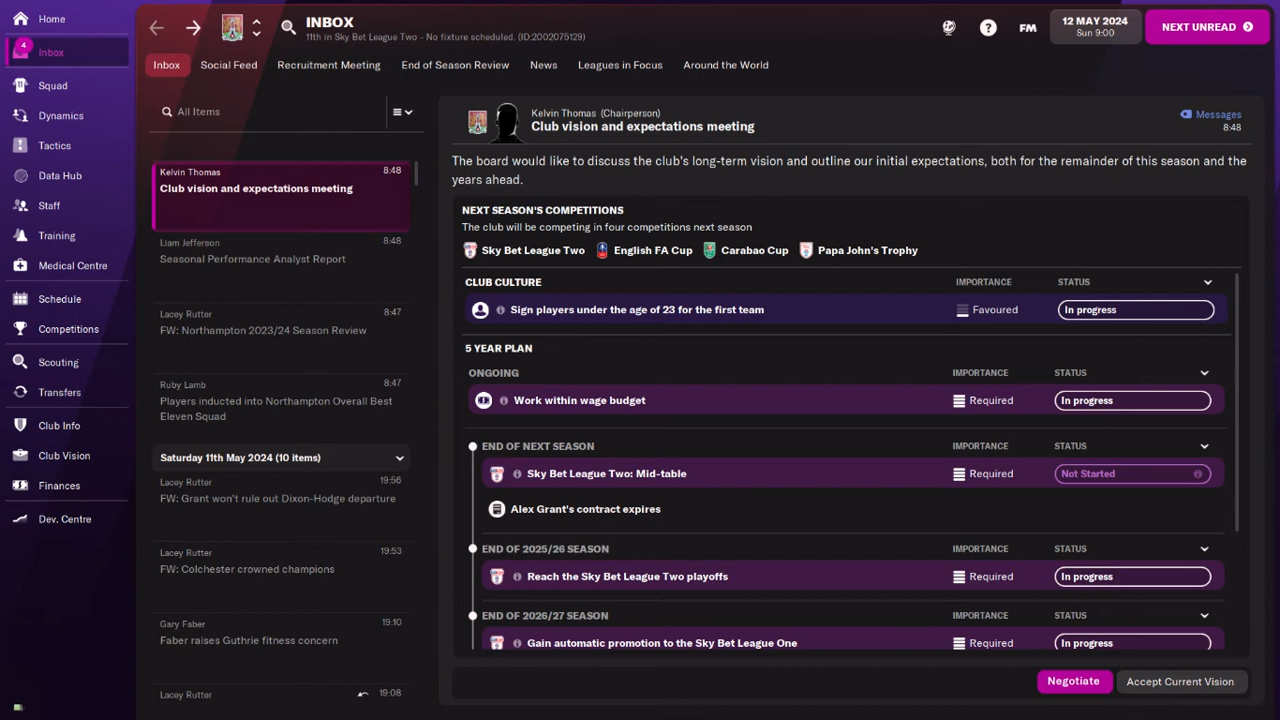 Home
4
Inbox
Squad
Dynamics
Tactics
Data Hub
Staff
Training
Medical Centre
Schedule
Competitions
Scouting
Transfers
Club Info
Club Vision
Finances
Dev. Centre
INBOX
11th in Sky Bet League Two - No fixture scheduled. (ID:2002075129)
?
FM
12 MAY 2024
Sun 9:00
NEXT UNREAD
Inbox
Social Feed
Recruitment Meeting
End of Season Review
News
Leagues in Focus
Around the World
All Items
Kelvin Thomas 8:48
Club vision and expectations meeting
Liam Jefferson 8:48
Seasonal Performance Analyst Report
Lacey Rutter 8:47
FW: Northampton 2023/24 Season Review
Ruby Lamb 8:47
Players inducted into Northampton Overall Best
Eleven Squad
Saturday 11th May 2024 (10 items)
Lacey Rutter 19:56
FW: Grant won't rule out Dixon-Hodge departure
Lacey Rutter 19:53
FW: Colchester crowned champions
Gary Faber 19:10
Faber raises Guthrie fitness concern
Lacey Rutter 19:08
Kelvin Thomas (Chairperson)
Club vision and expectations meeting
Messages
8:48
The board would like to discuss the club's long-term vision and outline our initial expectations, both for the remainder of this season and the
years ahead.
NEXT SEASON'S COMPETITIONS
The club will be competing in four competitions next season
Sky Bet League Two English FA Cup Carabao Cup Papa John's Trophy
CLUB CULTURE IMPORTANCE STATUS
Sign players under the age of 23 for the first team Favoured In progress
5 YEAR PLAN
ONGOING IMPORTANCE STATUS
Work within wage budget Required In progress
END OF NEXT SEASON IMPORTANCE STATUS
Sky Bet League Two: Mid-table Required Not Started
Alex Grant's contract expires
END OF 2025/26 SEASON IMPORTANCE STATUS
Reach the Sky Bet League Two playoffs Required In progress
END OF 2026/27 SEASON IMPORTANCE STATUS
Gain automatic promotion to the Sky Bet League One Required In progress
Negotiate
Accept Current Vision